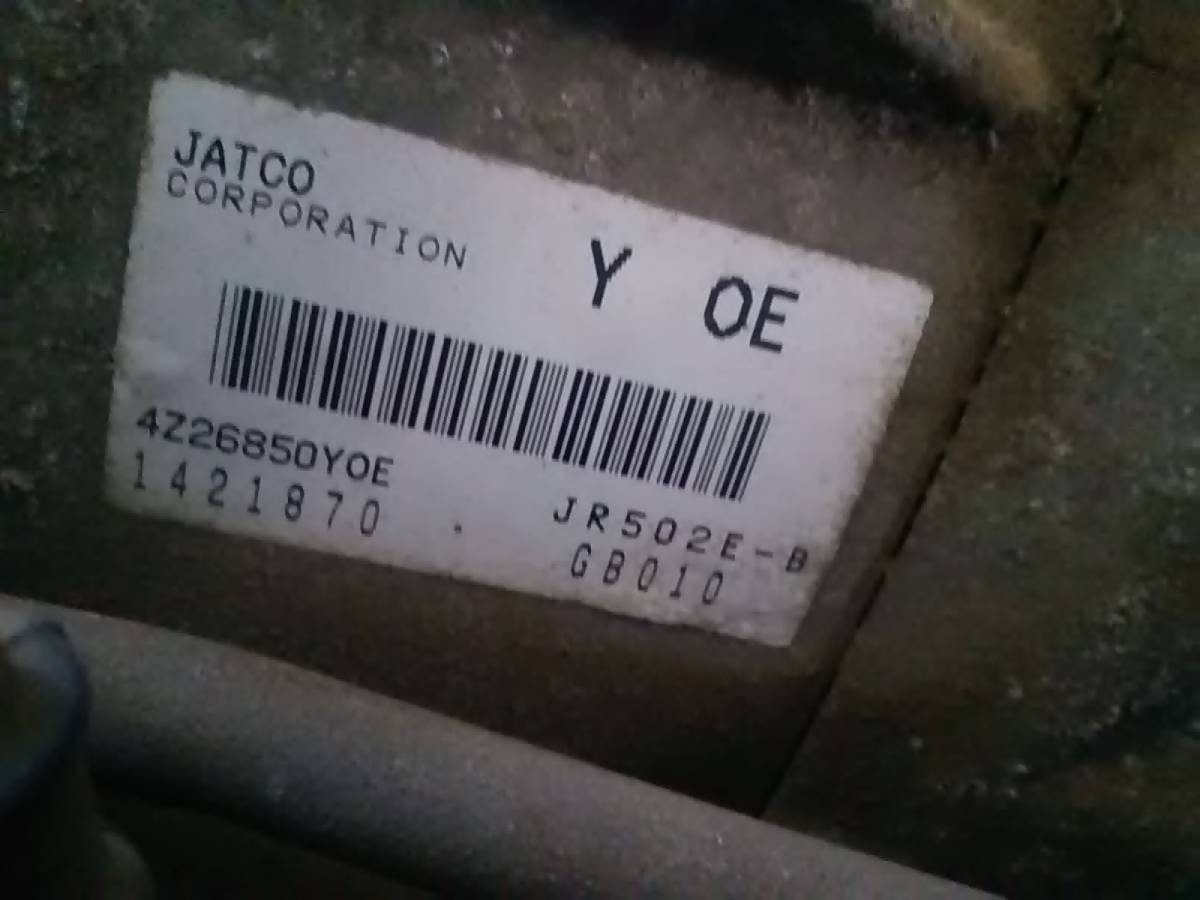 JATCO
CORPORATION
Y OE
4Z26850YOE
1421870
JR502E-B
GB010